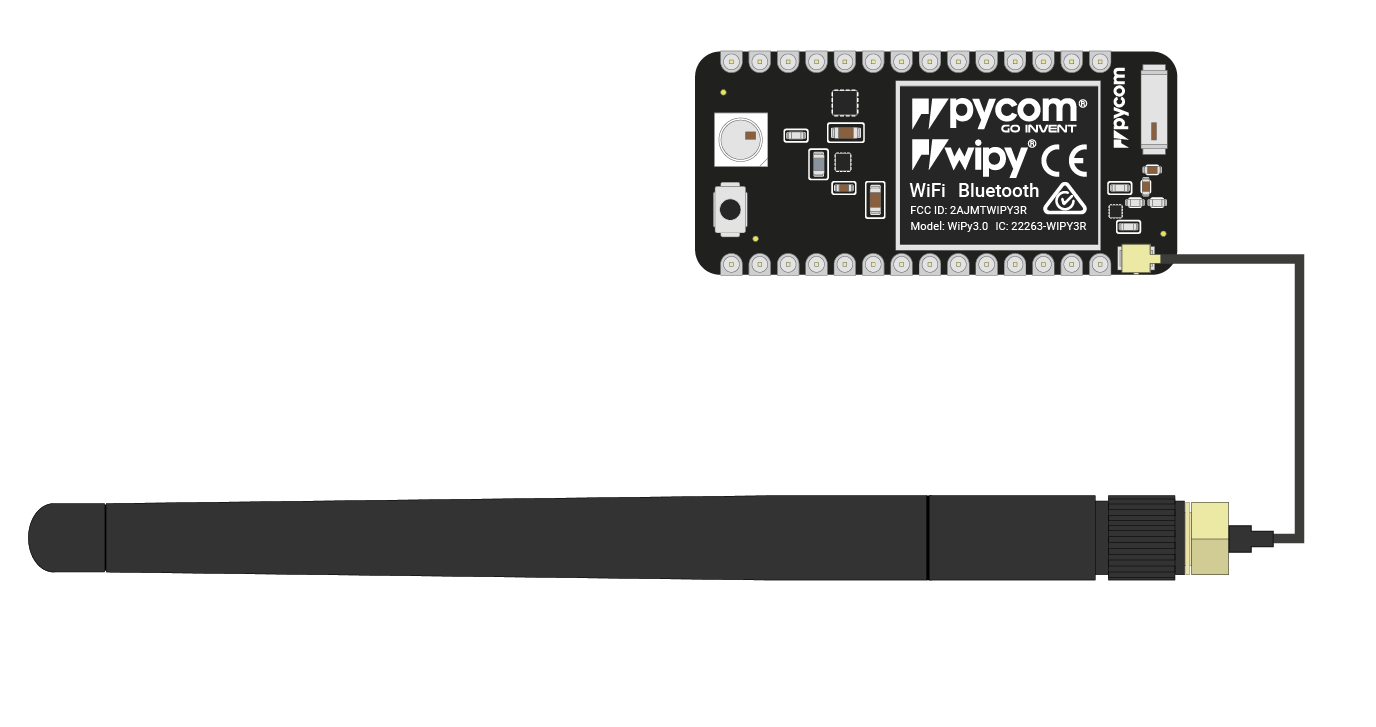 pycom®
GO INVENT
wipy®
CE
WiFi Bluetooth
FCC ID: 2AJMTWIPY3R
Model: WiPy3.0 IC: 22263-WIPY3R
pycom